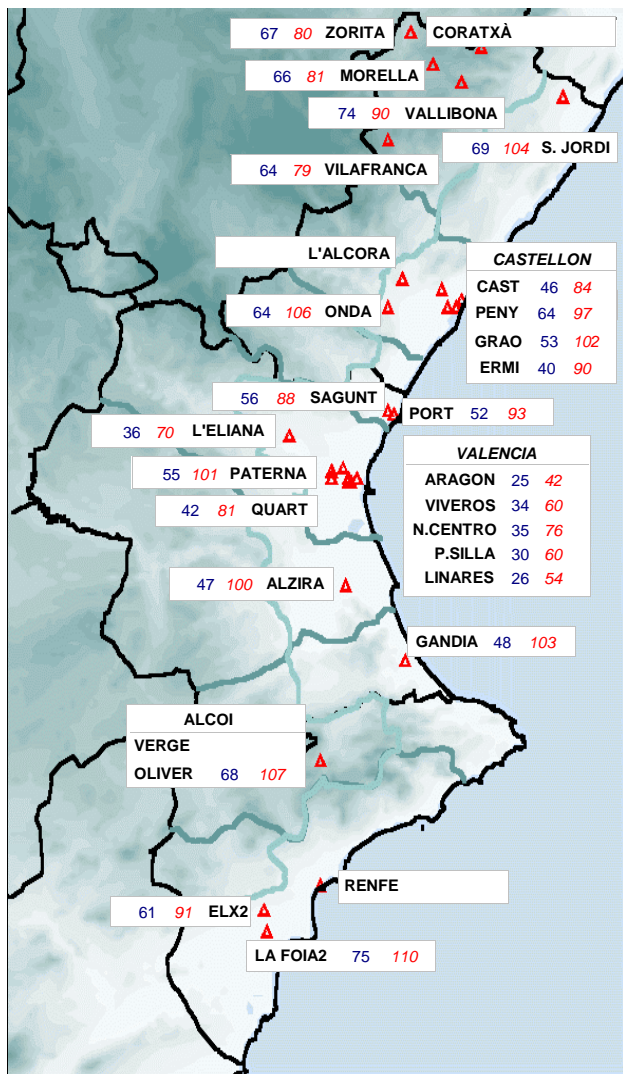 67 80 ZORITA
CORATXÀ
66 81 MORELLA
74 90 VALLIBONA
69 104 S. JORDI
64 79 VILAFRANCA
L'ALCORA
CASTELLON
CAST 46 84
PENY 64 97
GRAO 53 102
ERMI 40 90
64 106 ONDA
56 88 SAGUNT
PORT 52 93
36 70 L'ELIANA
55 101 PATERNA
42 81 QUART
VALENCIA
ARAGON 25 42
VIVEROS 34 60
N.CENTRO 35 76
P.SILLA 30 60
LINARES 26 54
47 100 ALZIRA
GANDIA 48 103
ALCOI
VERGE
OLIVER 68 107
RENFE
61 91 ELX2
LA FOIA2 75 110